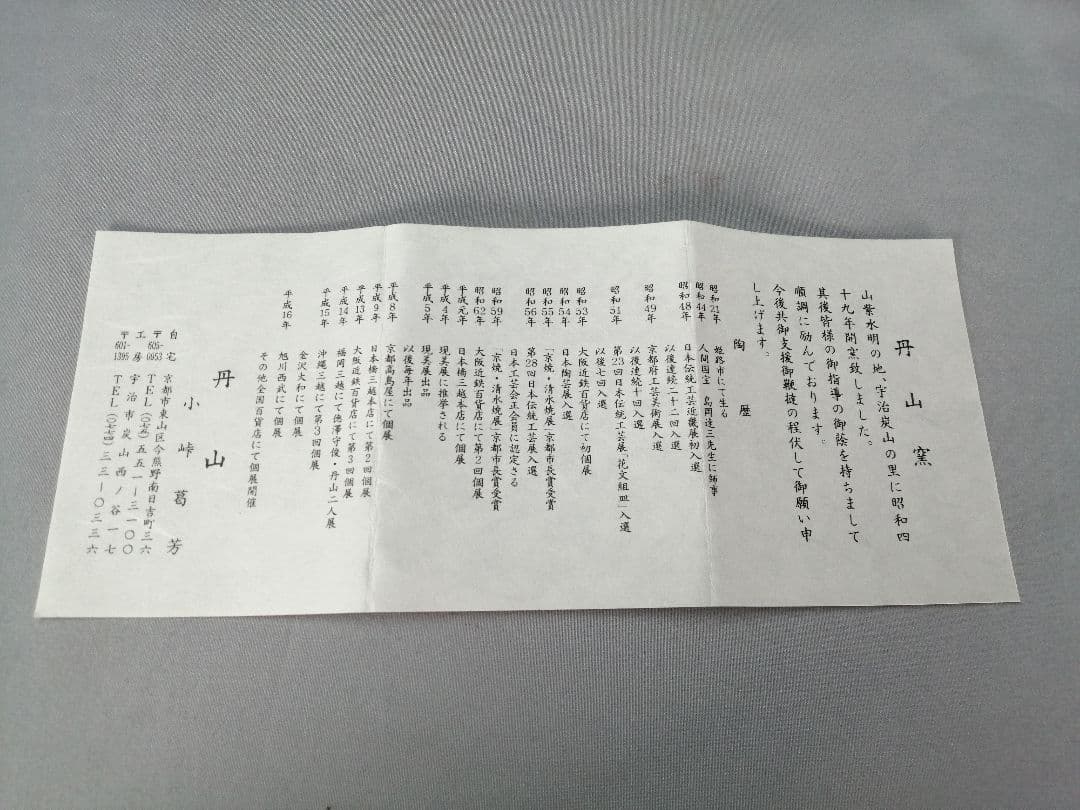 丹山窯
山紫水明の地、宇治炭山の里に昭和四
十九年開窯致しました。
其後皆様の御指導の御陰を持ちまして
順調に励んでおります。
今後共御支援御鞭撻の程伏して御願い申
し上げます。
陶歴
昭和21年 姫路市にて生る
昭和44年 人間国宝 島岡達三先生に師事
昭和48年 日本伝統工芸近畿展初入選
以後連続二十二回入選
昭和49年 京都府工芸美術展入選
以後連続十回入選
昭和51年 第23回日本伝統工芸展「花文組皿」入選
以後七回入選
昭和53年 大阪近鉄百貨店にて初個展
昭和54年 日本陶芸展入選
昭和55年 「京焼・清水焼展」京都市長賞受賞
昭和56年 第28回日本伝統工芸展入選
日本工芸会正会員に認定さる
昭和59年 「京焼・清水焼展」京都市長賞受賞
昭和62年 大阪近鉄百貨店にて第2回個展
平成元年 日本橋三越本店にて個展
平成4年 現美展に推挙される
平成5年 現美展出品
以後毎年出品
平成8年 京都高島屋にて個展
平成9年 日本橋三越本店にて第2回個展
平成13年 大阪近鉄百貨店にて第3回個展
平成14年 福岡三越にて徳澤守俊・丹山二人展
平成15年 沖縄三越にて第3回個展
金沢大和にて個展
平成16年 旭川西武にて個展
その他全国百貨店にて個展開催
丹山
小峠葛芳
自宅 〒605-0953 京都市東山区今熊野南日吉町三六
TEL(〇七五)五五一ー三一〇〇
工房 〒601-1395 宇治市炭山西ノ谷一七
TEL(〇七七四)三三ー〇三三六